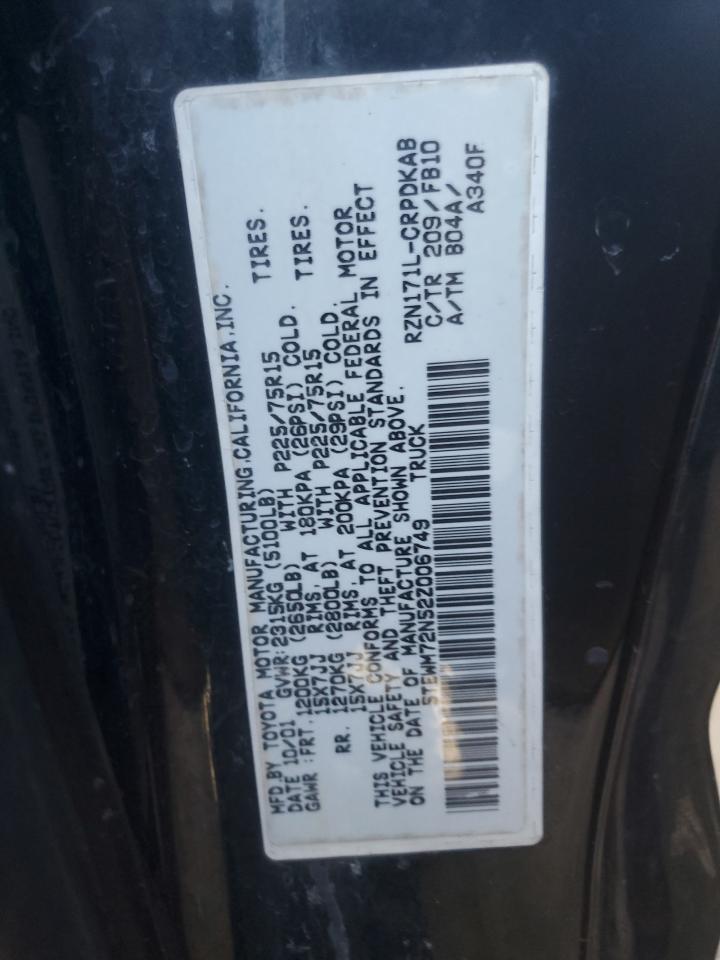 MFD.BY TOYOTA MOTOR MANUFACTURING,CALIFORNIA,INC.
DATE 10/01 GVWR:2315KG (5100LB)
GAWR :FRT.1200KG (2650LB) WITH P225/75R15 TIRES.
15X7JJ RIMS, AT 180KPA (26PSI) COLD.
RR. 1270KG (2800LB) WITH P225/75R15 TIRES.
15X7JJ RIMS, AT 200KPA (29PSI) COLD.
THIS VEHICLE CONFORMS TO ALL APPLICABLE FEDERAL MOTOR
VEHICLE SAFETY AND THEFT PREVENTION STANDARDS IN EFFECT
ON THE DATE OF MANUFACTURE SHOWN ABOVE.
5TEWM72N52Z006749 TRUCK
RZN171L-CRPDKAB
C/TR 209/FB10
A/TM B04A/
A340F